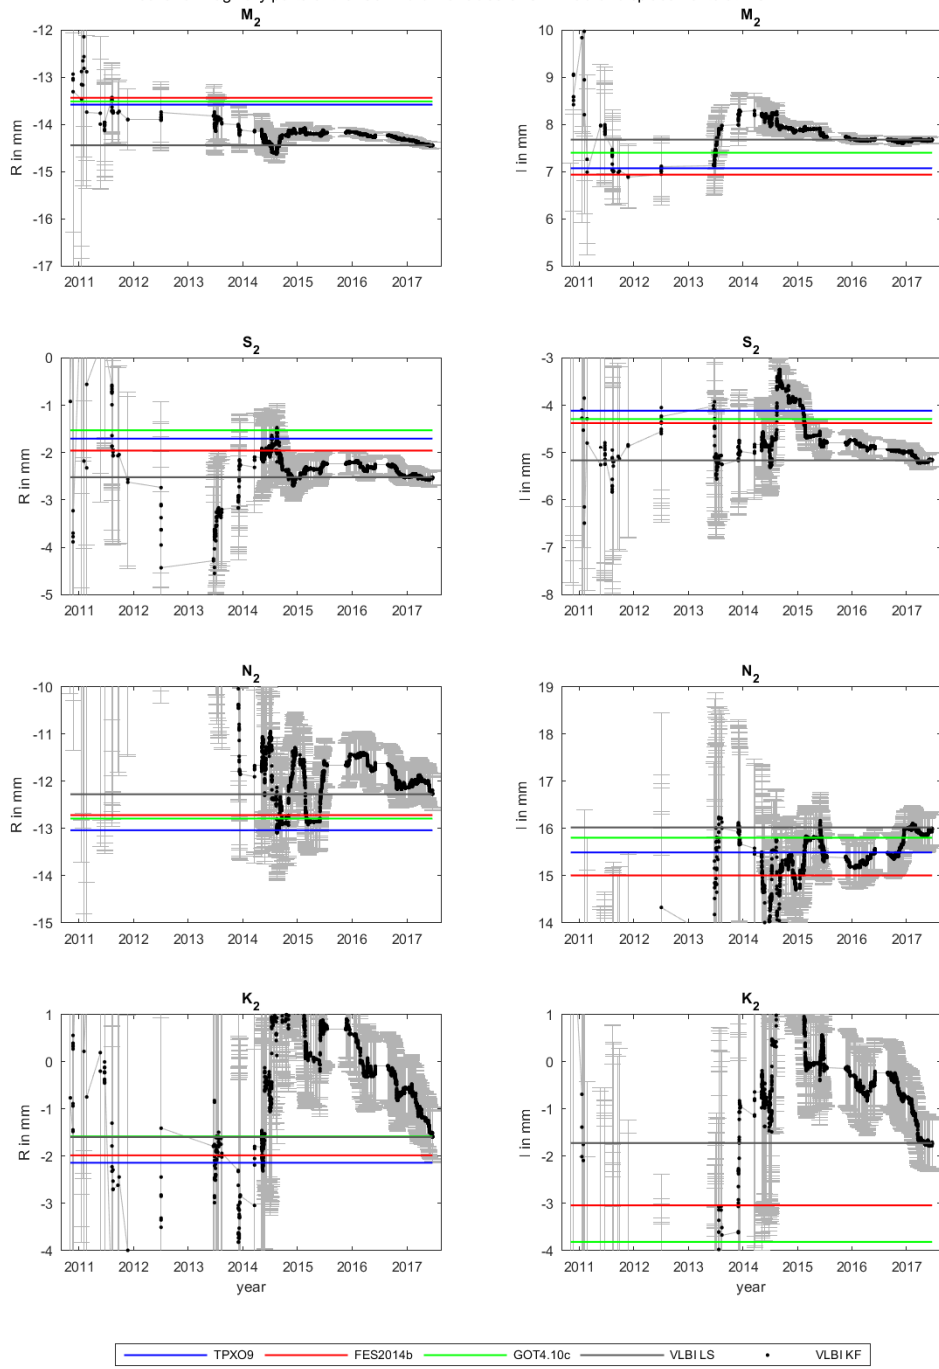 M2 M2
-12 -13 -14 -15 -16 -17
R in mm
2011 2012 2013 2014 2015 2016 2017
10 9 8 7 6 5
I in mm
2011 2012 2013 2014 2015 2016 2017
S2 S2
0 -1 -2 -3 -4 -5
R in mm
2011 2012 2013 2014 2015 2016 2017
-3 -4 -5 -6 -7 -8
I in mm
2011 2012 2013 2014 2015 2016 2017
N2 N2
-10 -11 -12 -13 -14 -15
R in mm
2011 2012 2013 2014 2015 2016 2017
19 18 17 16 15 14
I in mm
2011 2012 2013 2014 2015 2016 2017
K2 K2
1 0 -1 -2 -3 -4
R in mm
2011 2012 2013 2014 2015 2016 2017
year
1 0 -1 -2 -3 -4
I in mm
2011 2012 2013 2014 2015 2016 2017
year
TPXO9 FES2014b GOT4.10c VLBI LS VLBI KF